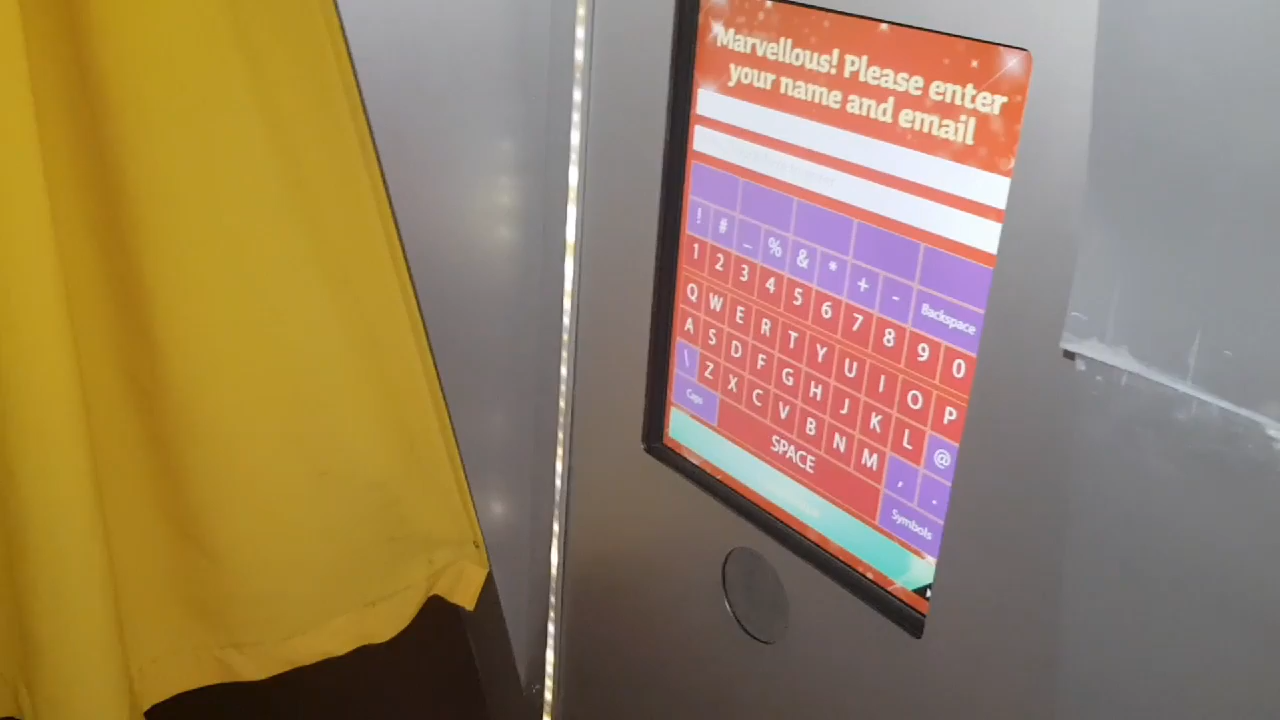 Marvellous! Please enter
your name and email
! # _ % & * + - Backspace
1 2 3 4 5 6 7 8 9 0
Q W E R T Y U I O P
A S D F G H J K L @
\ Z X C V B N M , .
Caps SPACE Symbols